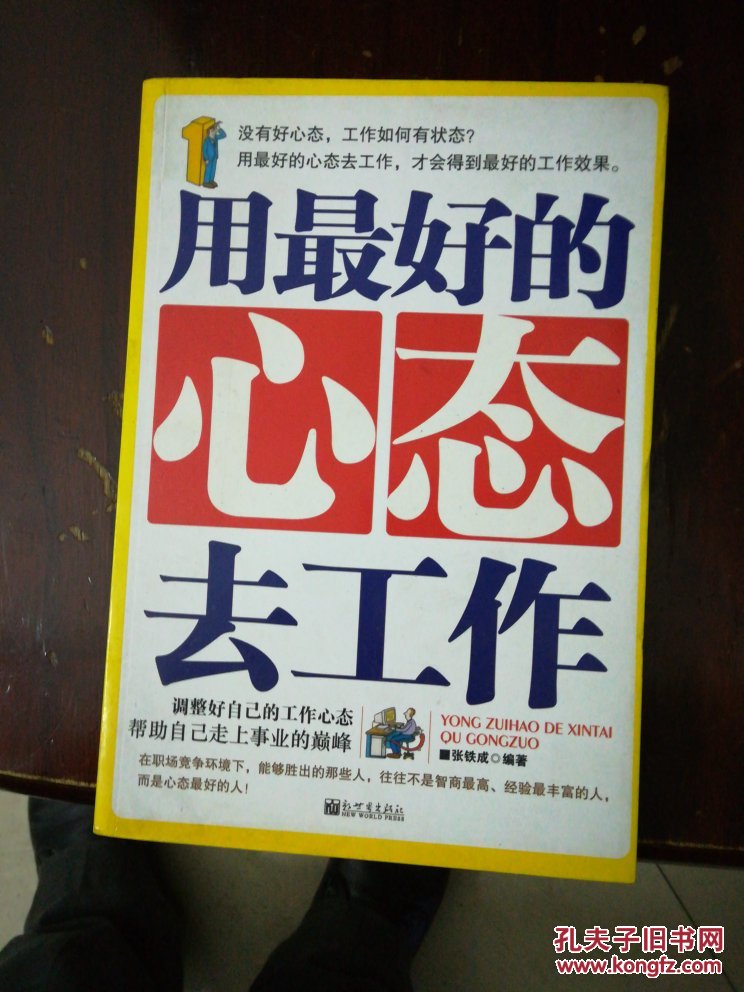 没有好心态，工作如何有状态？
用最好的心态去工作，才会得到最好的工作效果。
用最好的
心态
去工作
调整好自己的工作心态
帮助自己走上事业的巅峰
YONG ZUIHAO DE XINTAI
QU GONGZUO
■张铁成◎编著
在职场竞争环境下，能够胜出的那些人，往往不是智商最高、经验最丰富的人，
而是心态最好的人！
新世界出版社
NEW WORLD PRESS
孔夫子旧书网
www.kongfz.com